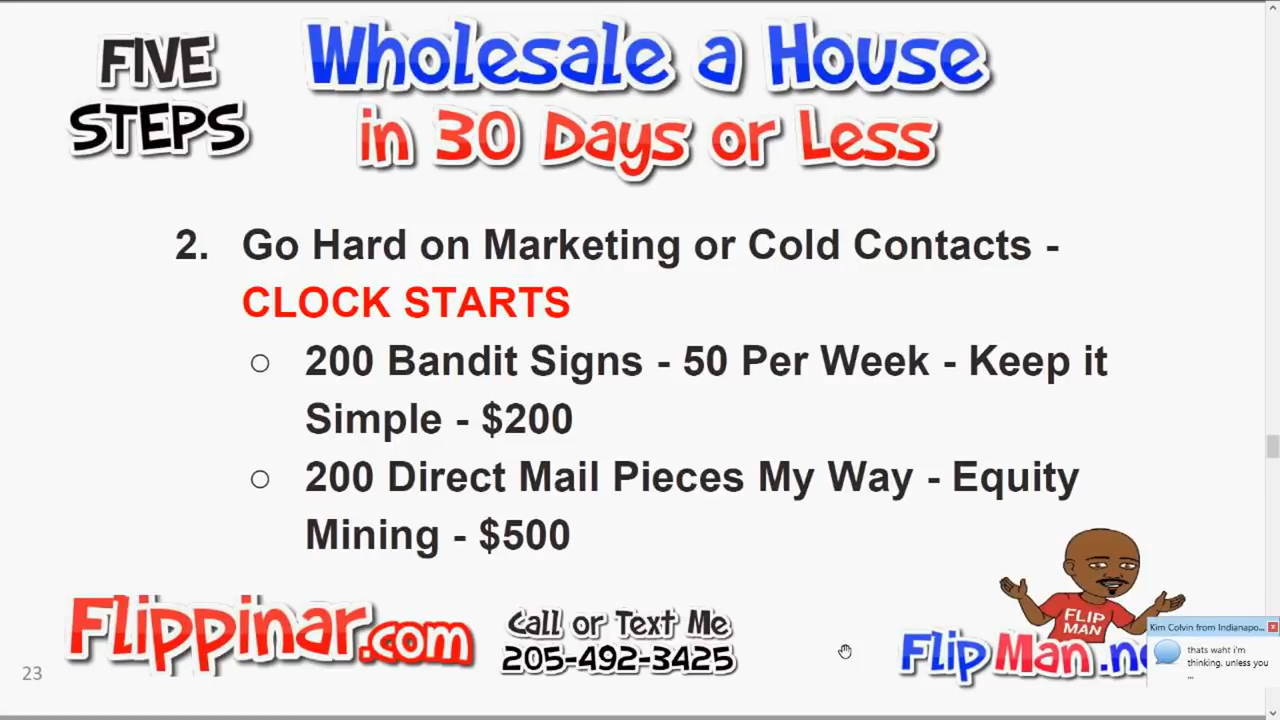 FIVE
STEPS
Wholesale a House
in 30 Days or Less
2. Go Hard on Marketing or Cold Contacts -
CLOCK STARTS
○ 200 Bandit Signs - 50 Per Week - Keep it
Simple - $200
○ 200 Direct Mail Pieces My Way - Equity
Mining - $500
FLIP
MAN
Flippinar.com
Call or Text Me
205-492-3425
FlipMan.ne
Kim Colvin from Indianapo...
thats waht i'm
thinking, unless you
...
23